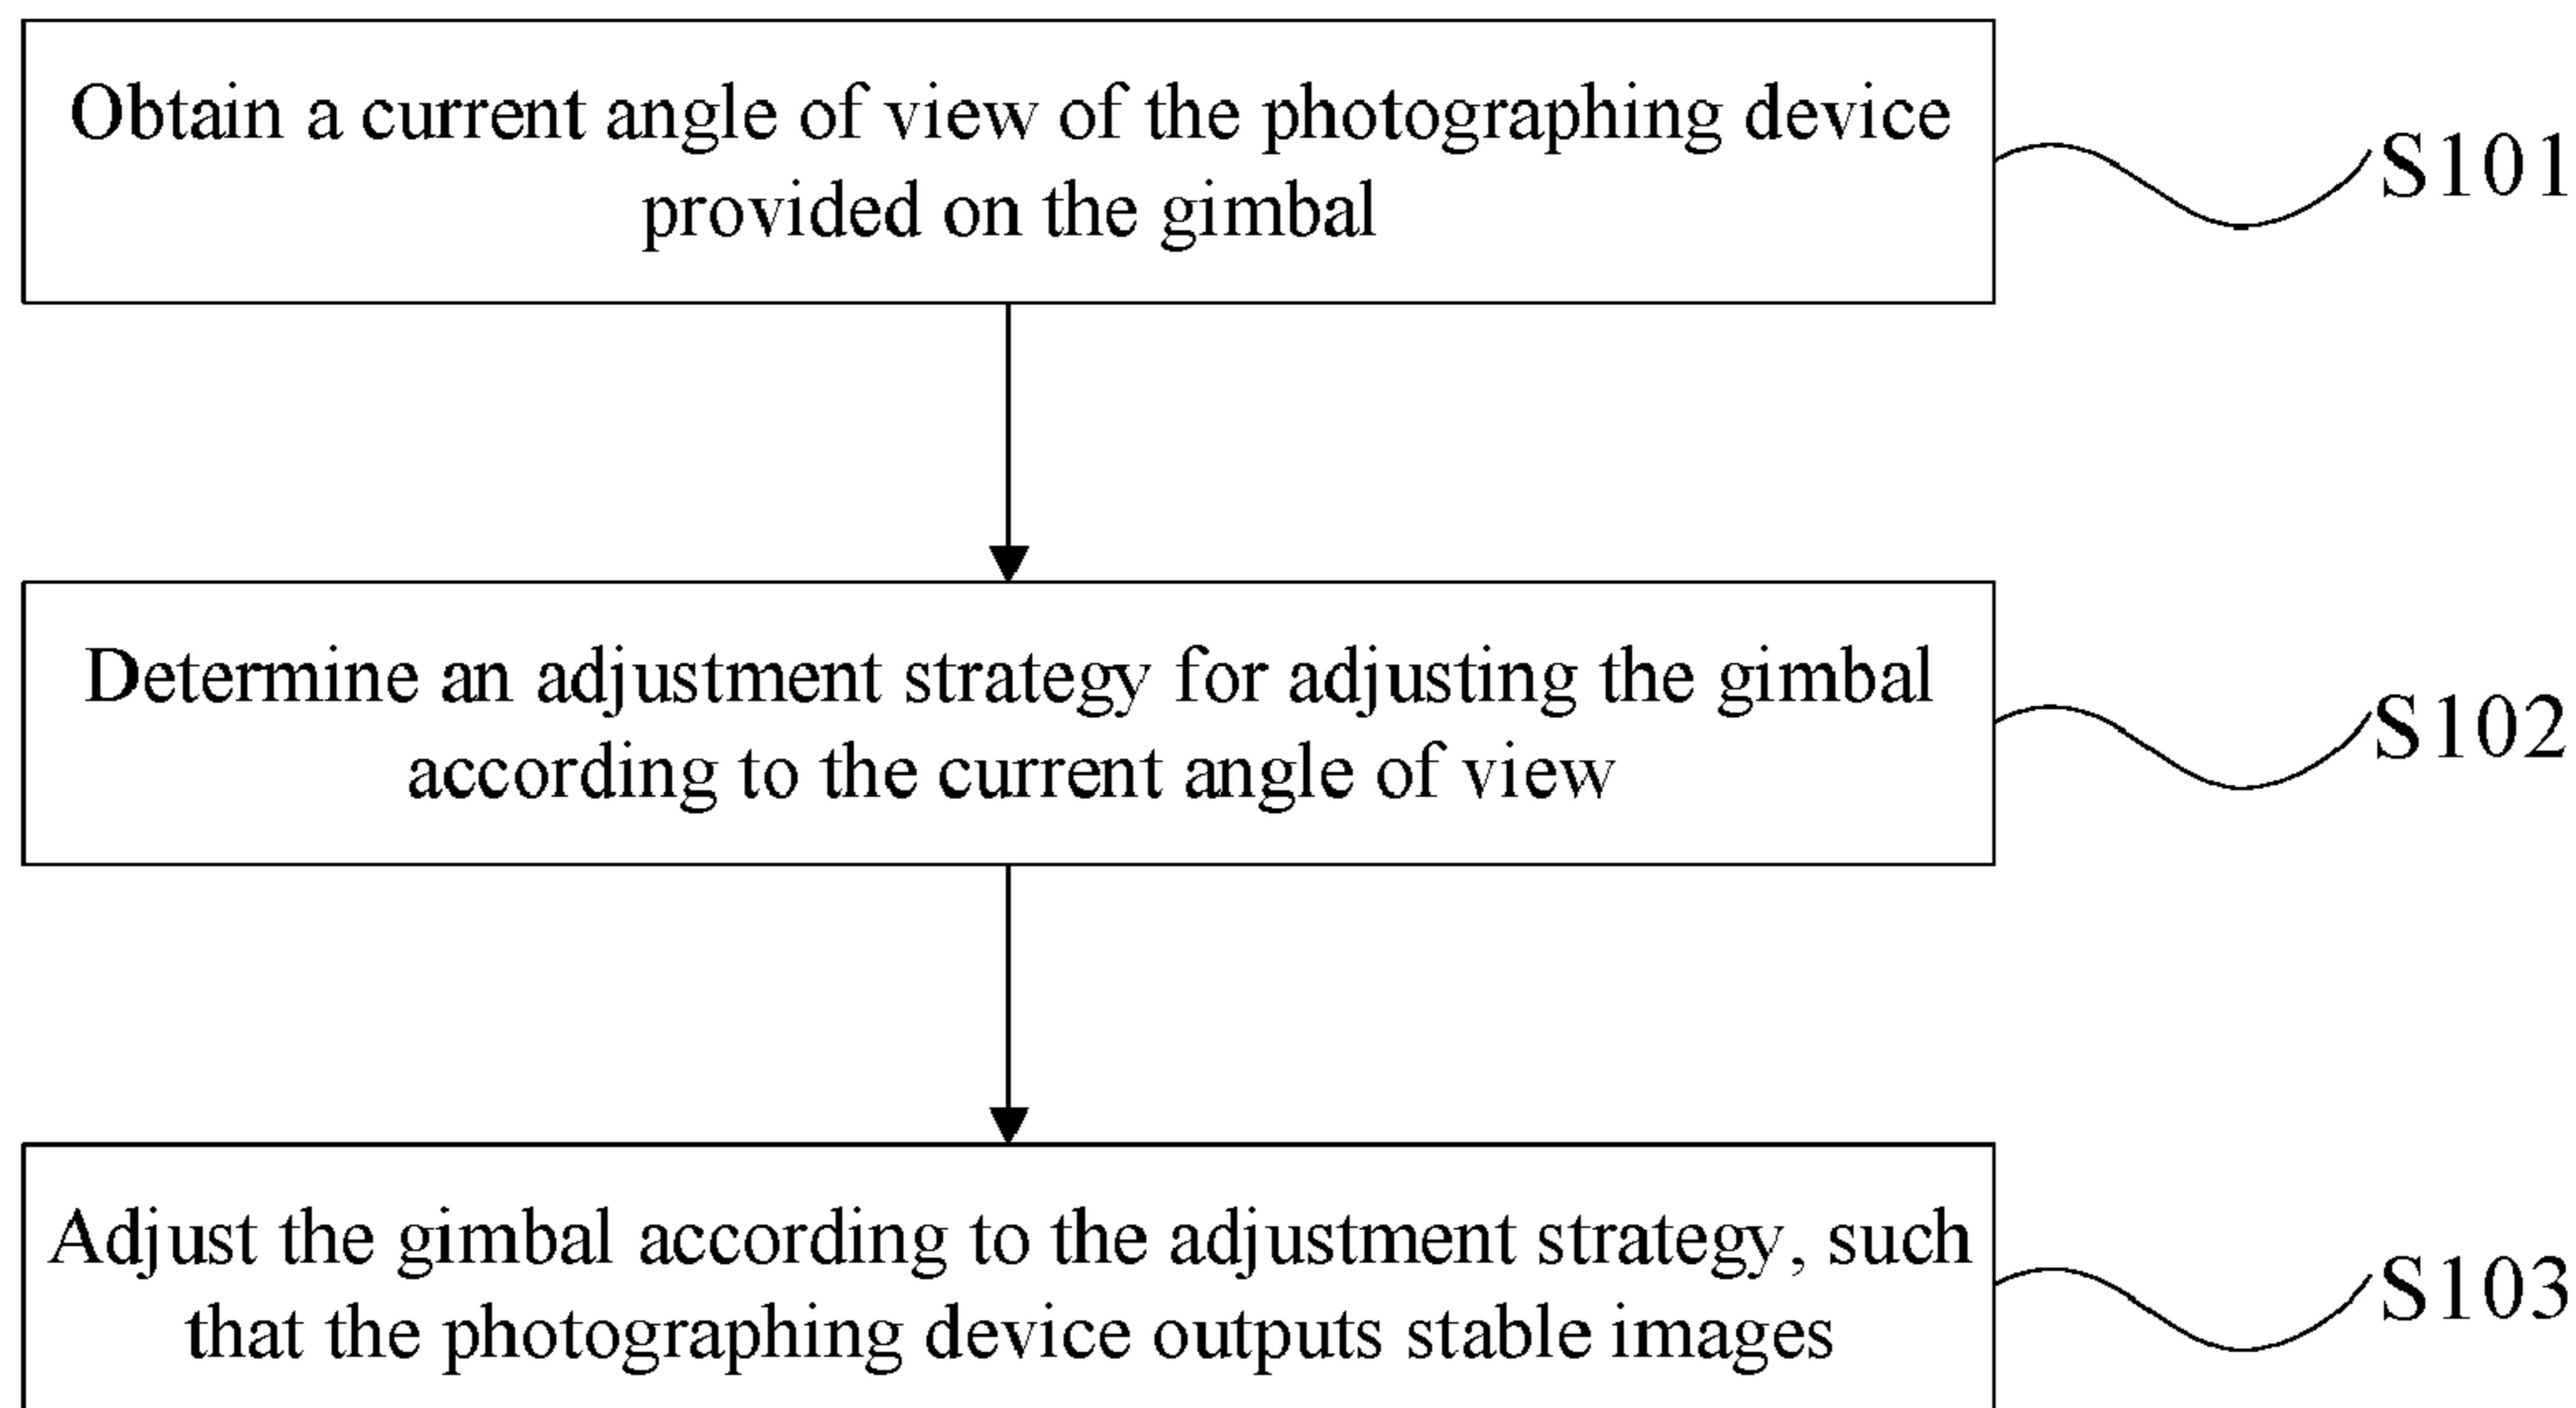 Obtain a current angle of view of the photographing device
provided on the gimbal
S101
Determine an adjustment strategy for adjusting the gimbal
according to the current angle of view
S102
Adjust the gimbal according to the adjustment strategy, such
that the photographing device outputs stable images
S103